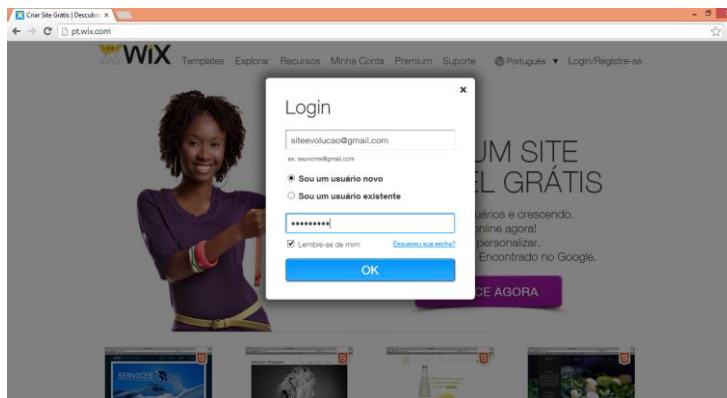 Criar Site Grátis | Descubra
pt.wix.com
WiX
Templates Explorar Recursos Minha Conta Premium Suporte Português Login/Registre-se
Login
siteevolucao@gmail.com
ex. seunome@gmail.com
Sou um usuário novo
Sou um usuário existente
•••••••••
Lembre-se de mim Esqueceu sua senha?
OK
UM SITE
GRÁTIS
uários e crescendo.
online agora!
personalizar.
Encontrado no Google.
CE AGORA
SERVICES